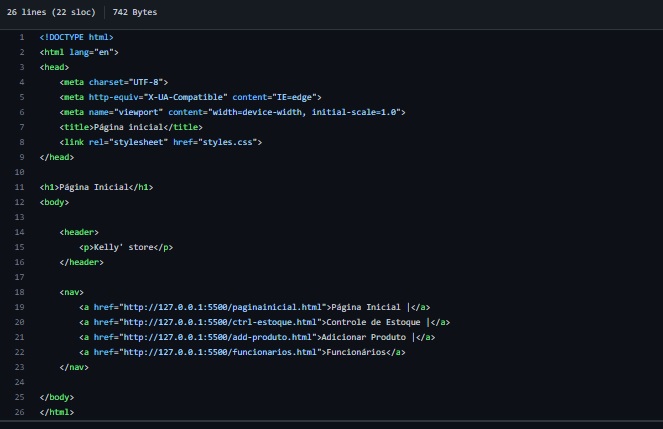 26 lines (22 sloc) 742 Bytes
1 <!DOCTYPE html>
2 <html lang="en">
3 <head>
4     <meta charset="UTF-8">
5     <meta http-equiv="X-UA-Compatible" content="IE=edge">
6     <meta name="viewport" content="width=device-width, initial-scale=1.0">
7     <title>Página inicial</title>
8     <link rel="stylesheet" href="styles.css">
9 </head>
10
11 <h1>Página Inicial</h1>
12 <body>
13
14     <header>
15         <p>Kelly' store</p>
16     </header>
17
18     <nav>
19         <a href="http://127.0.0.1:5500/paginainicial.html">Página Inicial |</a>
20         <a href="http://127.0.0.1:5500/ctrl-estoque.html">Controle de Estoque |</a>
21         <a href="http://127.0.0.1:5500/add-produto.html">Adicionar Produto |</a>
22         <a href="http://127.0.0.1:5500/funcionarios.html">Funcionários</a>
23     </nav>
24
25 </body>
26 </html>